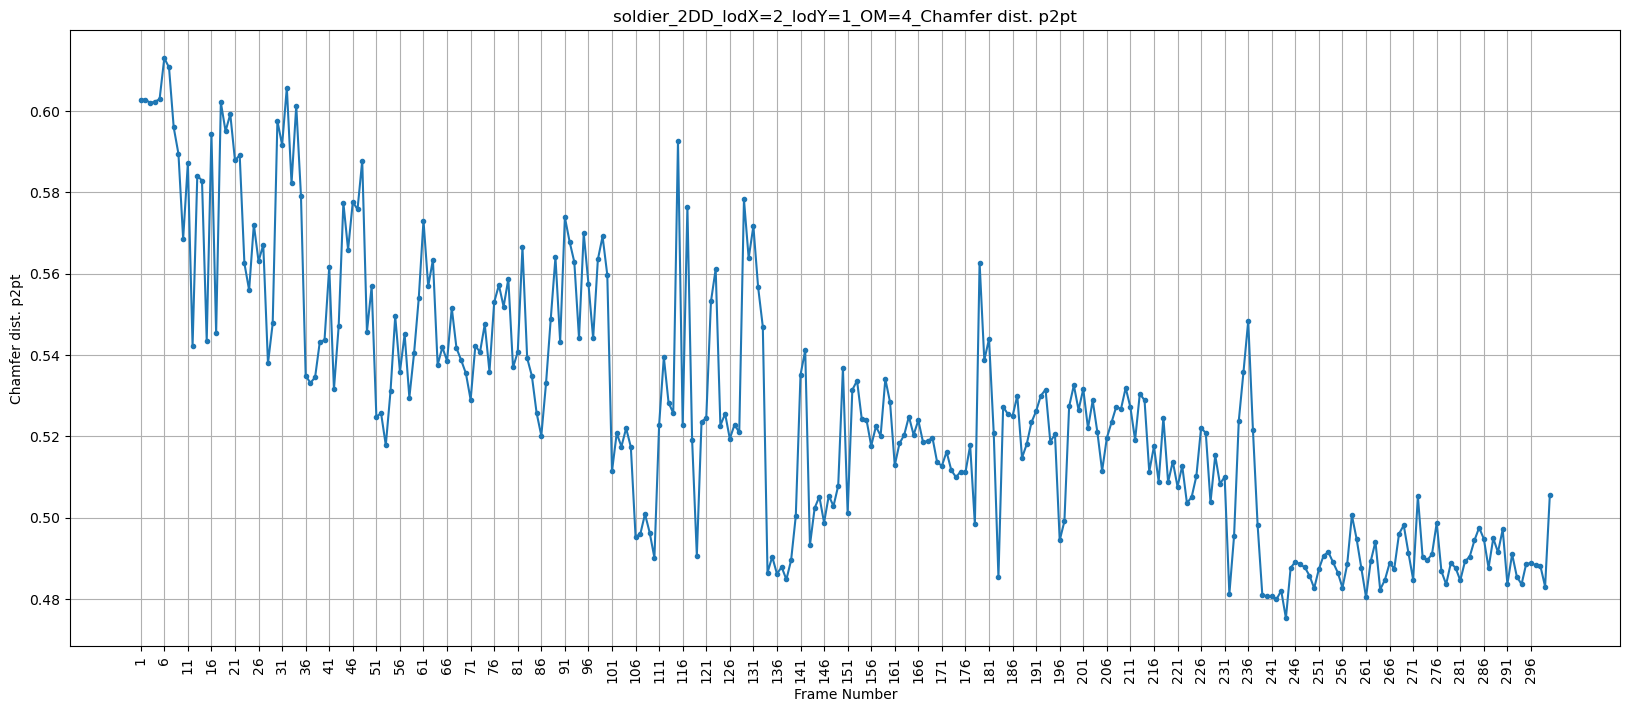 soldier_2DD_lodX=2_lodY=1_OM=4_Chamfer dist. p2pt
Chamfer dist. p2pt
0.60
0.58
0.56
0.54
0.52
0.50
0.48
1 6 11 16 21 26 31 36 41 46 51 56 61 66 71 76 81 86 91 96 101 106 111 116 121 126 131 136 141 146 151 156 161 166 171 176 181 186 191 196 201 206 211 216 221 226 231 236 241 246 251 256 261 266 271 276 281 286 291 296
Frame Number